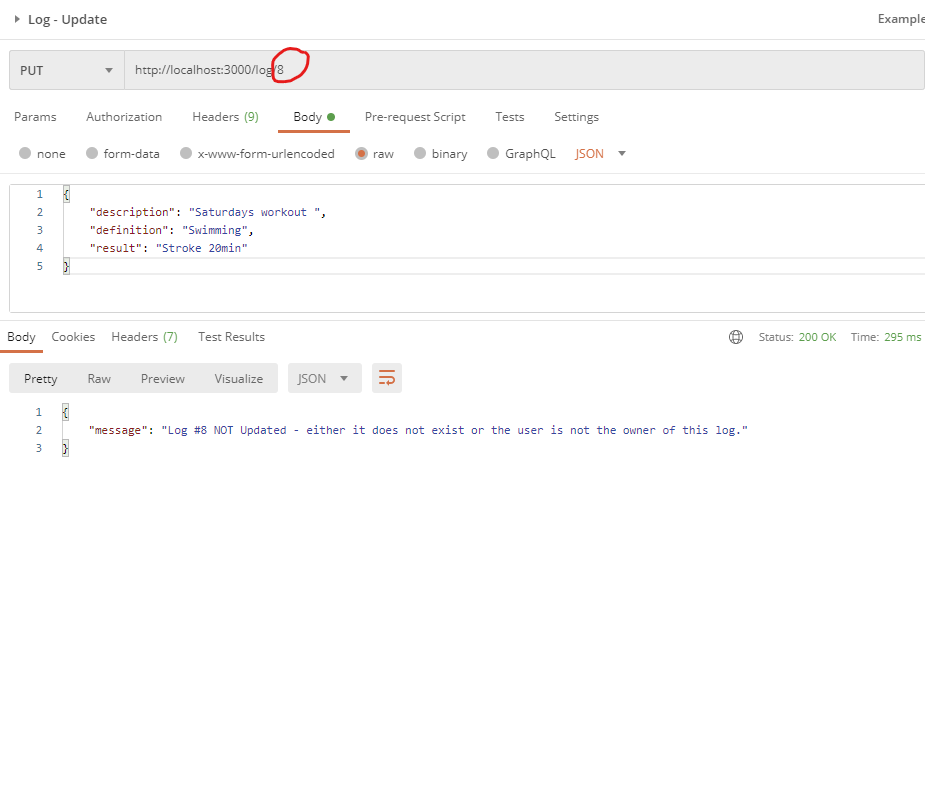 Log - Update Example
PUT http://localhost:3000/log/8
Params Authorization Headers (9) Body Pre-request Script Tests Settings
none form-data x-www-form-urlencoded raw binary GraphQL JSON
1 {
2 "description": "Saturdays workout ",
3 "definition": "Swimming",
4 "result": "Stroke 20min"
5 }
Body Cookies Headers (7) Test Results Status: 200 OK Time: 295 ms
Pretty Raw Preview Visualize JSON
1 {
2 "message": "Log #8 NOT Updated - either it does not exist or the user is not the owner of this log."
3 }